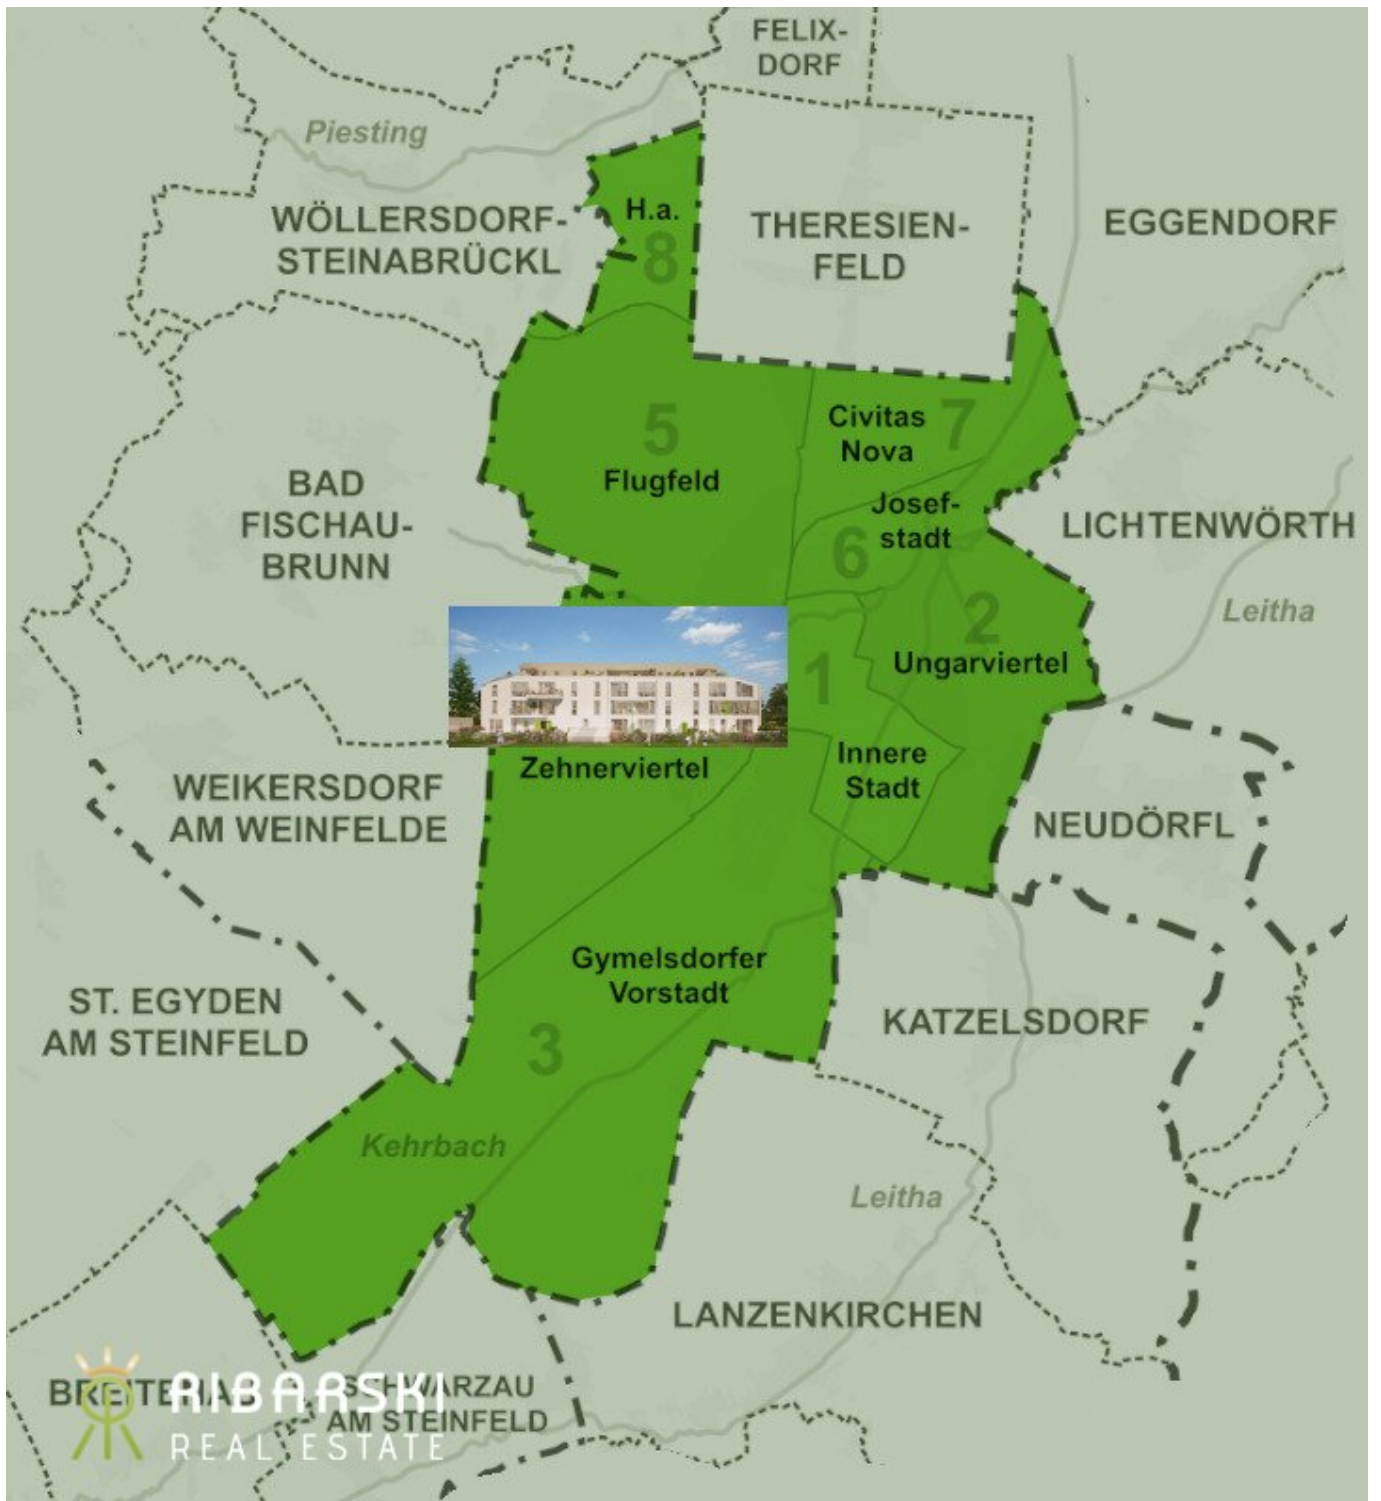 FELIX-
DORF
Piesting
WÖLLERSDORF-
STEINABRÜCKL
H.a.
8
THERESIEN-
FELD
EGGENDORF
5
Flugfeld
Civitas
Nova
7
BAD
FISCHAU-
BRUNN
Josef-
stadt
6
LICHTENWÖRTH
Leitha
2
Ungarviertel
1
Innere
Stadt
Zehnerviertel
WEIKERSDORF
AM WEINFELDE
NEUDÖRFL
ST. EGYDEN
AM STEINFELD
Gymelsdorfer
Vorstadt
3
KATZELSDORF
Kehrbach
Leitha
LANZENKIRCHEN
BREITENAU
SCHWARZAU
AM STEINFELD
RIBARSKI
REAL ESTATE